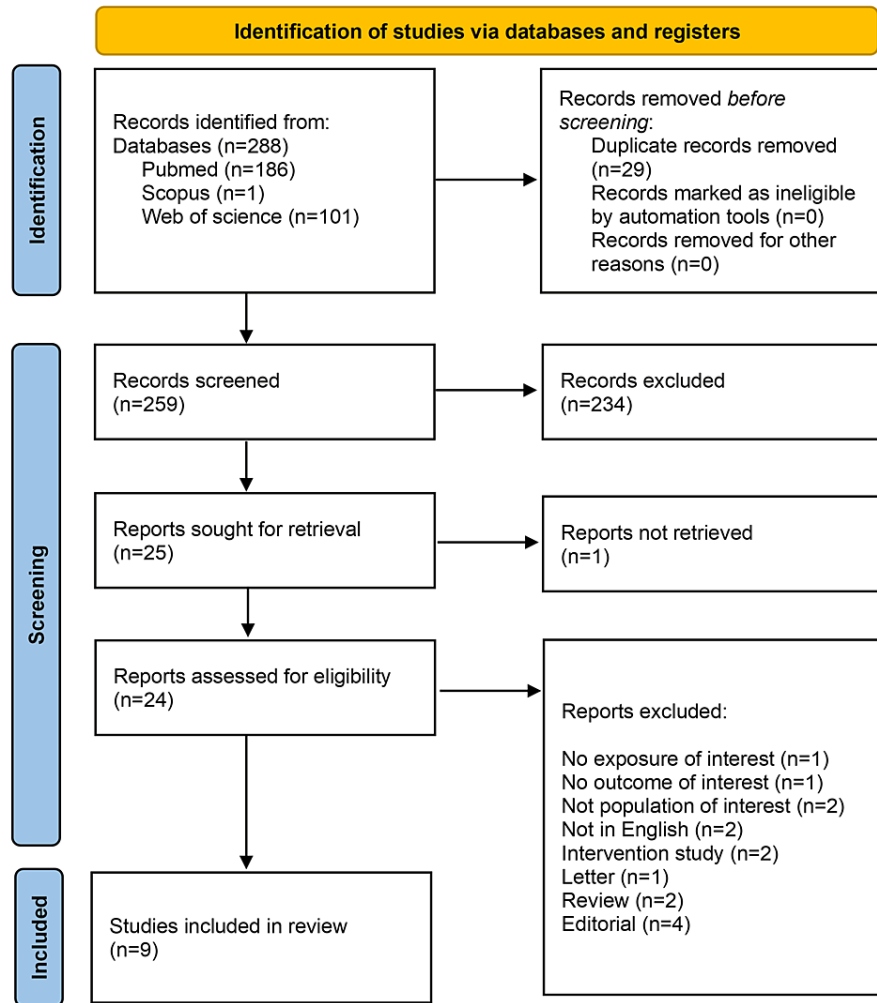 Identification of studies via databases and registers
Identification
Records identified from:
Databases (n=288)
Pubmed (n=186)
Scopus (n=1)
Web of science (n=101)
Records removed before
screening:
Duplicate records removed
(n=29)
Records marked as ineligible
by automation tools (n=0)
Records removed for other
reasons (n=0)
Screening
Records screened
(n=259)
Records excluded
(n=234)
Reports sought for retrieval
(n=25)
Reports not retrieved
(n=1)
Reports assessed for eligibility
(n=24)
Reports excluded:
No exposure of interest (n=1)
No outcome of interest (n=1)
Not population of interest (n=2)
Not in English (n=2)
Intervention study (n=2)
Letter (n=1)
Review (n=2)
Editorial (n=4)
Included
Studies included in review
(n=9)